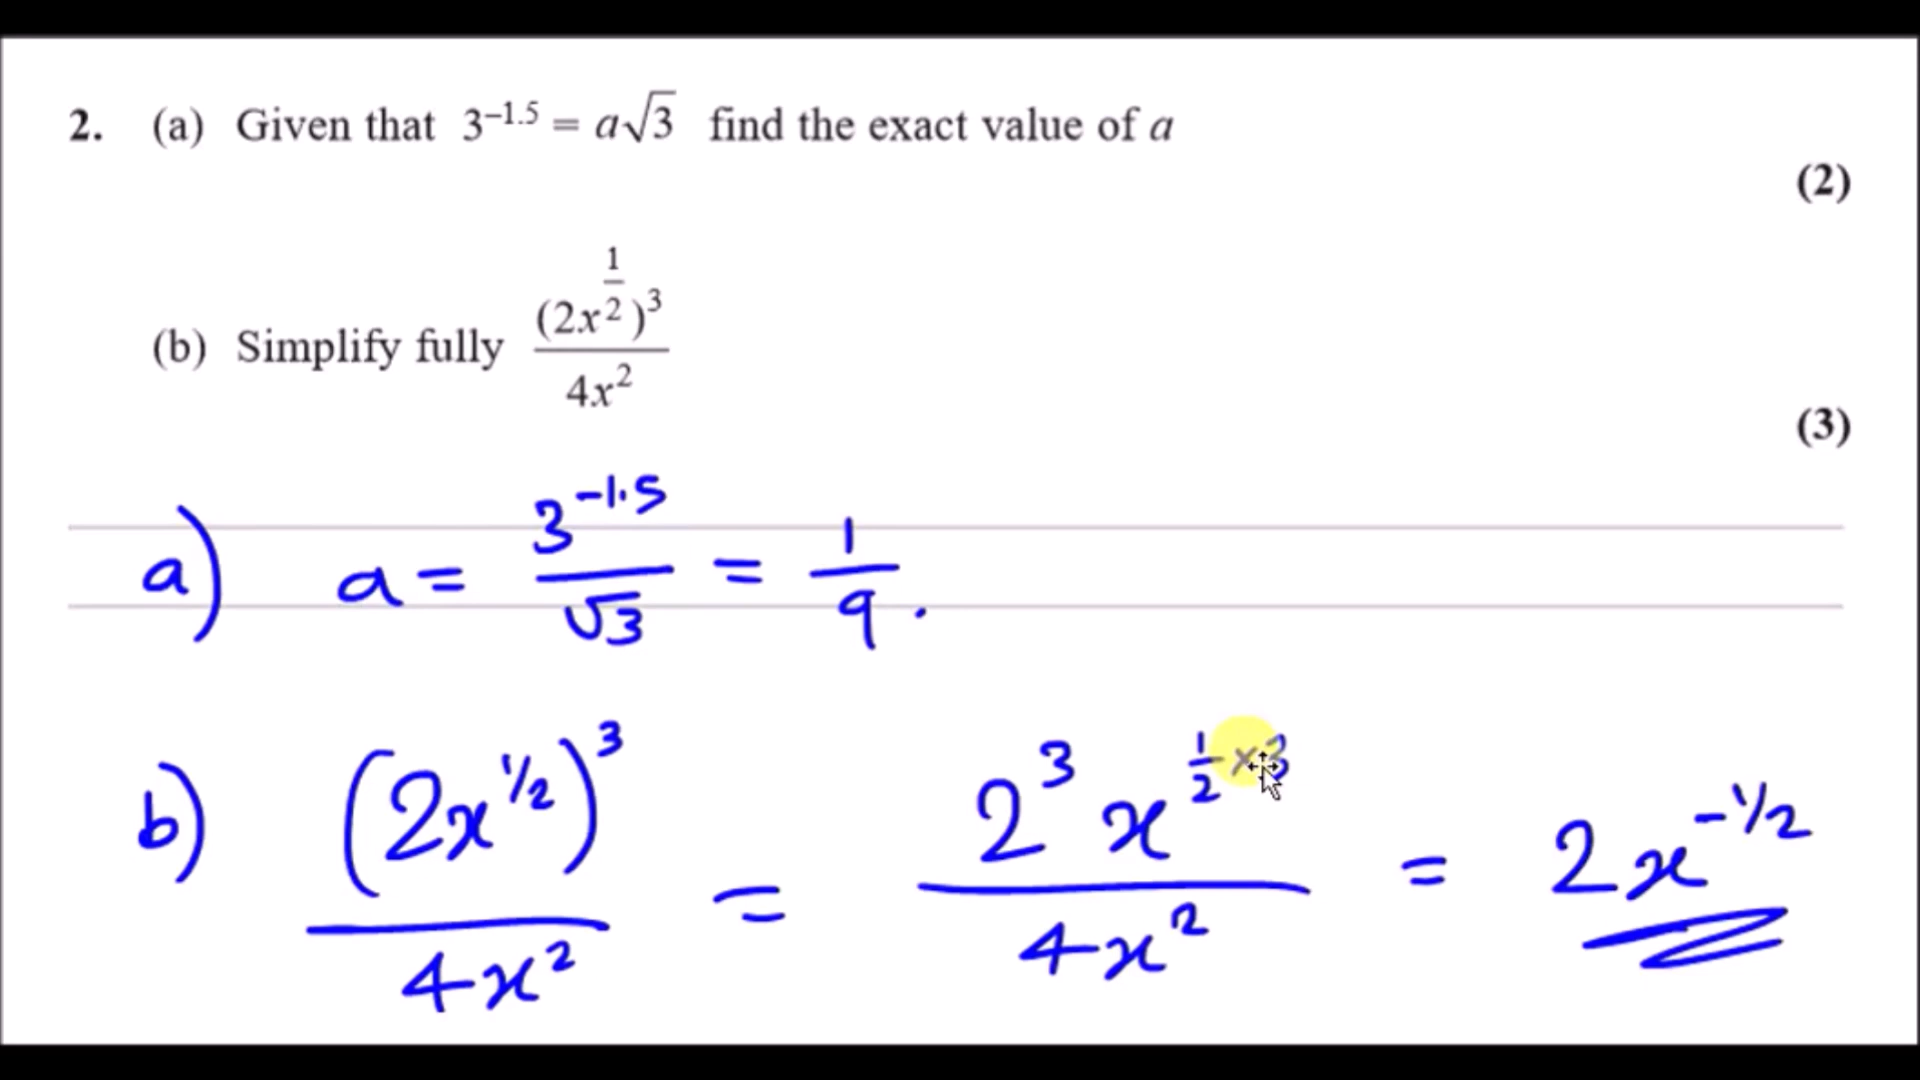 2. (a) Given that 3^{-1.5} = a√3 find the exact value of a
(2)
(b) Simplify fully (2x^{1/2})^3 / 4x^2
(3)
a) a = 3^{-1.5} / √3 = 1/9.
b) (2x^{1/2})^3 / 4x^2 = 2^3 x^{1/2 × 3} / 4x^2 = 2x^{-1/2}